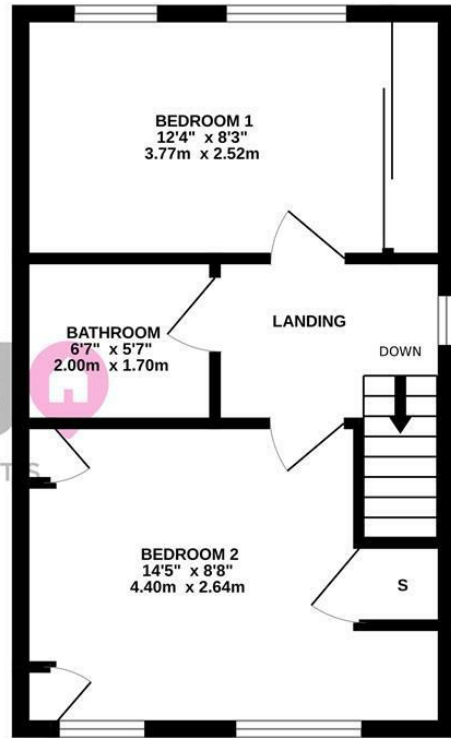 BEDROOM 1
12'4" x 8'3"
3.77m x 2.52m
BATHROOM
6'7" x 5'7"
2.00m x 1.70m
LANDING
DOWN
BEDROOM 2
14'5" x 8'8"
4.40m x 2.64m
S